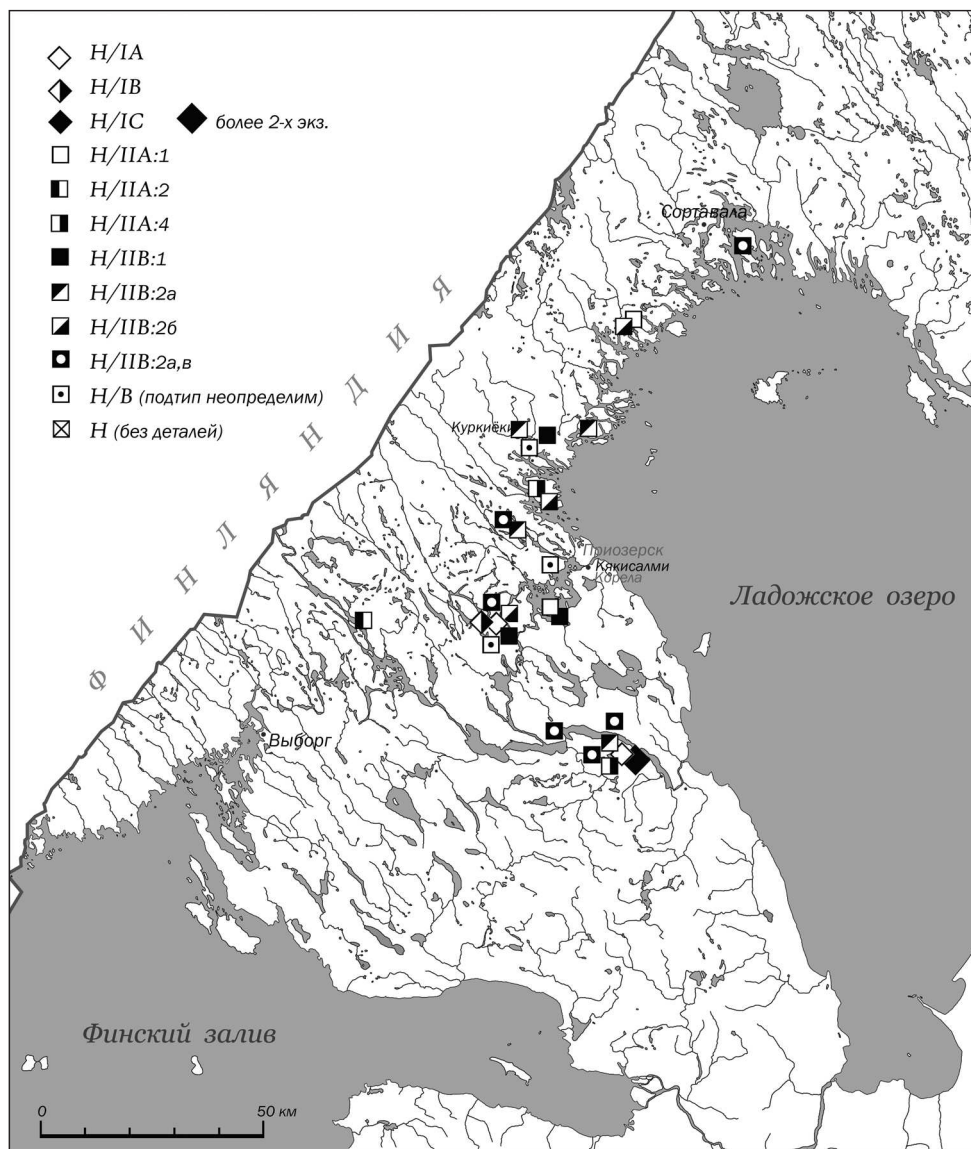 H/IA
H/IB
H/IC более 2-х экз.
H/IIA:1
H/IIA:2
H/IIA:4
H/IIB:1
H/IIB:2а
H/IIB:2б
H/IIB:2а,в
H/B (подтип неопределим)
H (без деталей)
ФИНЛЯНДИЯ
Сортавала
Куркиёки
Приозерск
Кякисалми
Корела
Ладожское озеро
Выборг
Финский залив
0 50 км